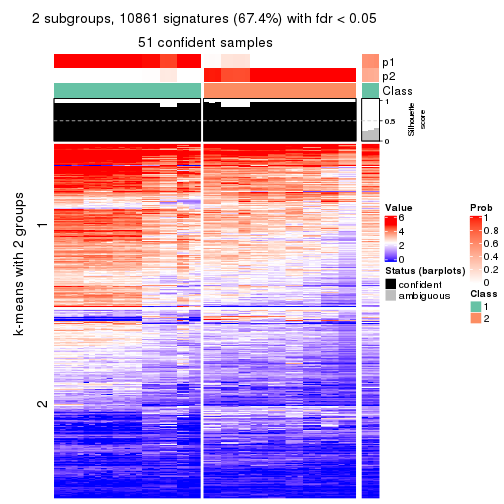 2 subgroups, 10861 signatures (67.4%) with fdr < 0.05
51 confident samples
p1
p2
Class
1
0.5
0
Silhouette
score
k-means with 2 groups
1
2
Value
6
4
2
0
Status (barplots)
confident
ambiguous
Prob
1
0.8
0.6
0.4
0.2
0
Class
1
2